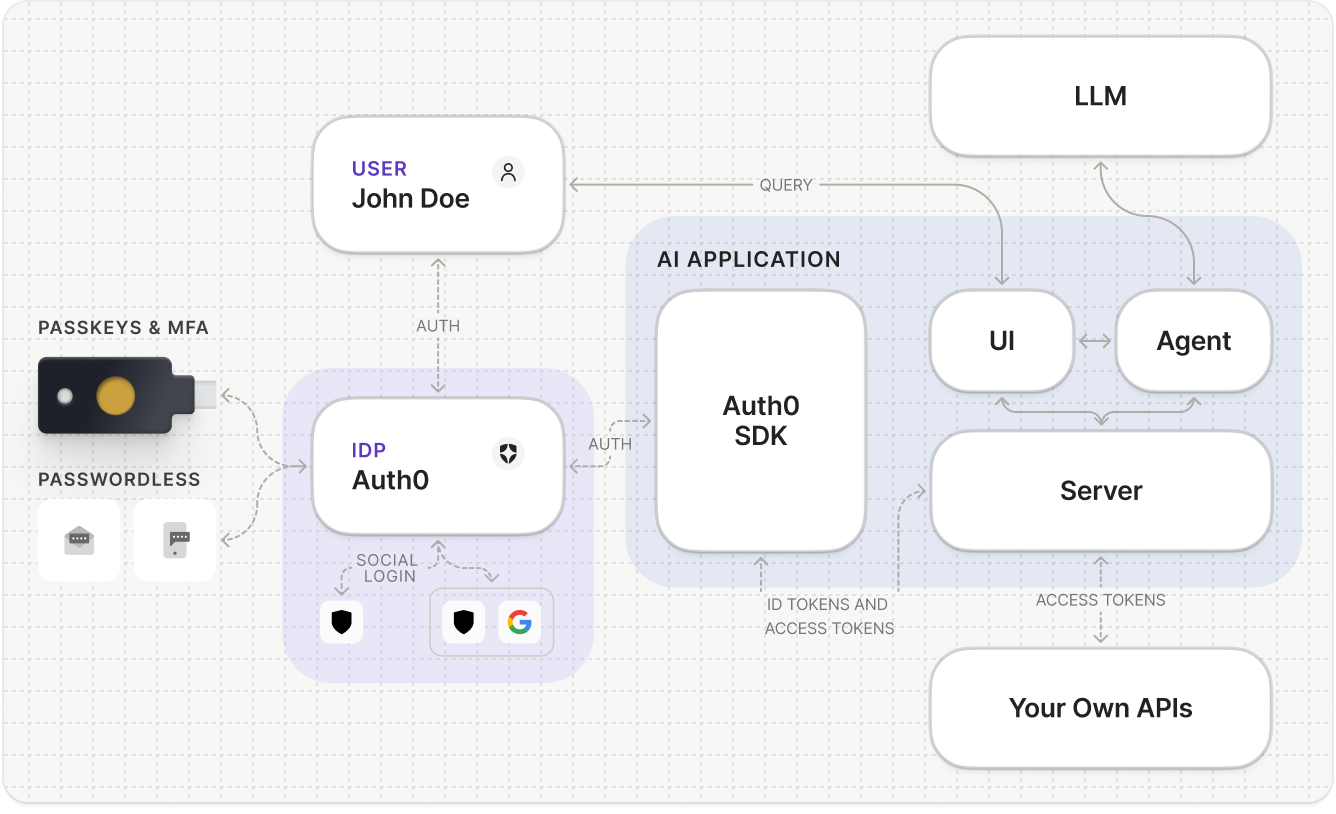 LLM
USER
John Doe
QUERY
AI APPLICATION
AUTH
PASSKEYS & MFA
UI
Agent
Auth0
SDK
IDP
Auth0
AUTH
PASSWORDLESS
Server
SOCIAL
LOGIN
ID TOKENS AND
ACCESS TOKENS
ACCESS TOKENS
Your Own APIs